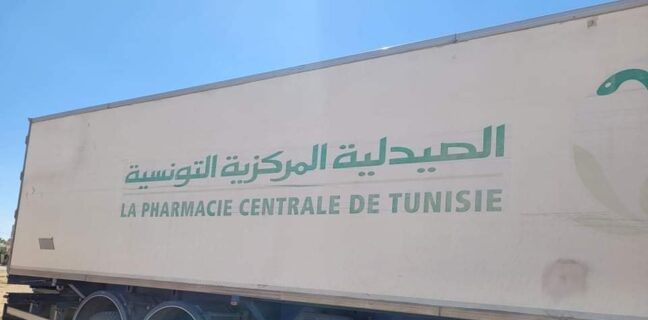 الصيدلية المركزية التونسية
LA PHARMACIE CENTRALE DE TUNISIE